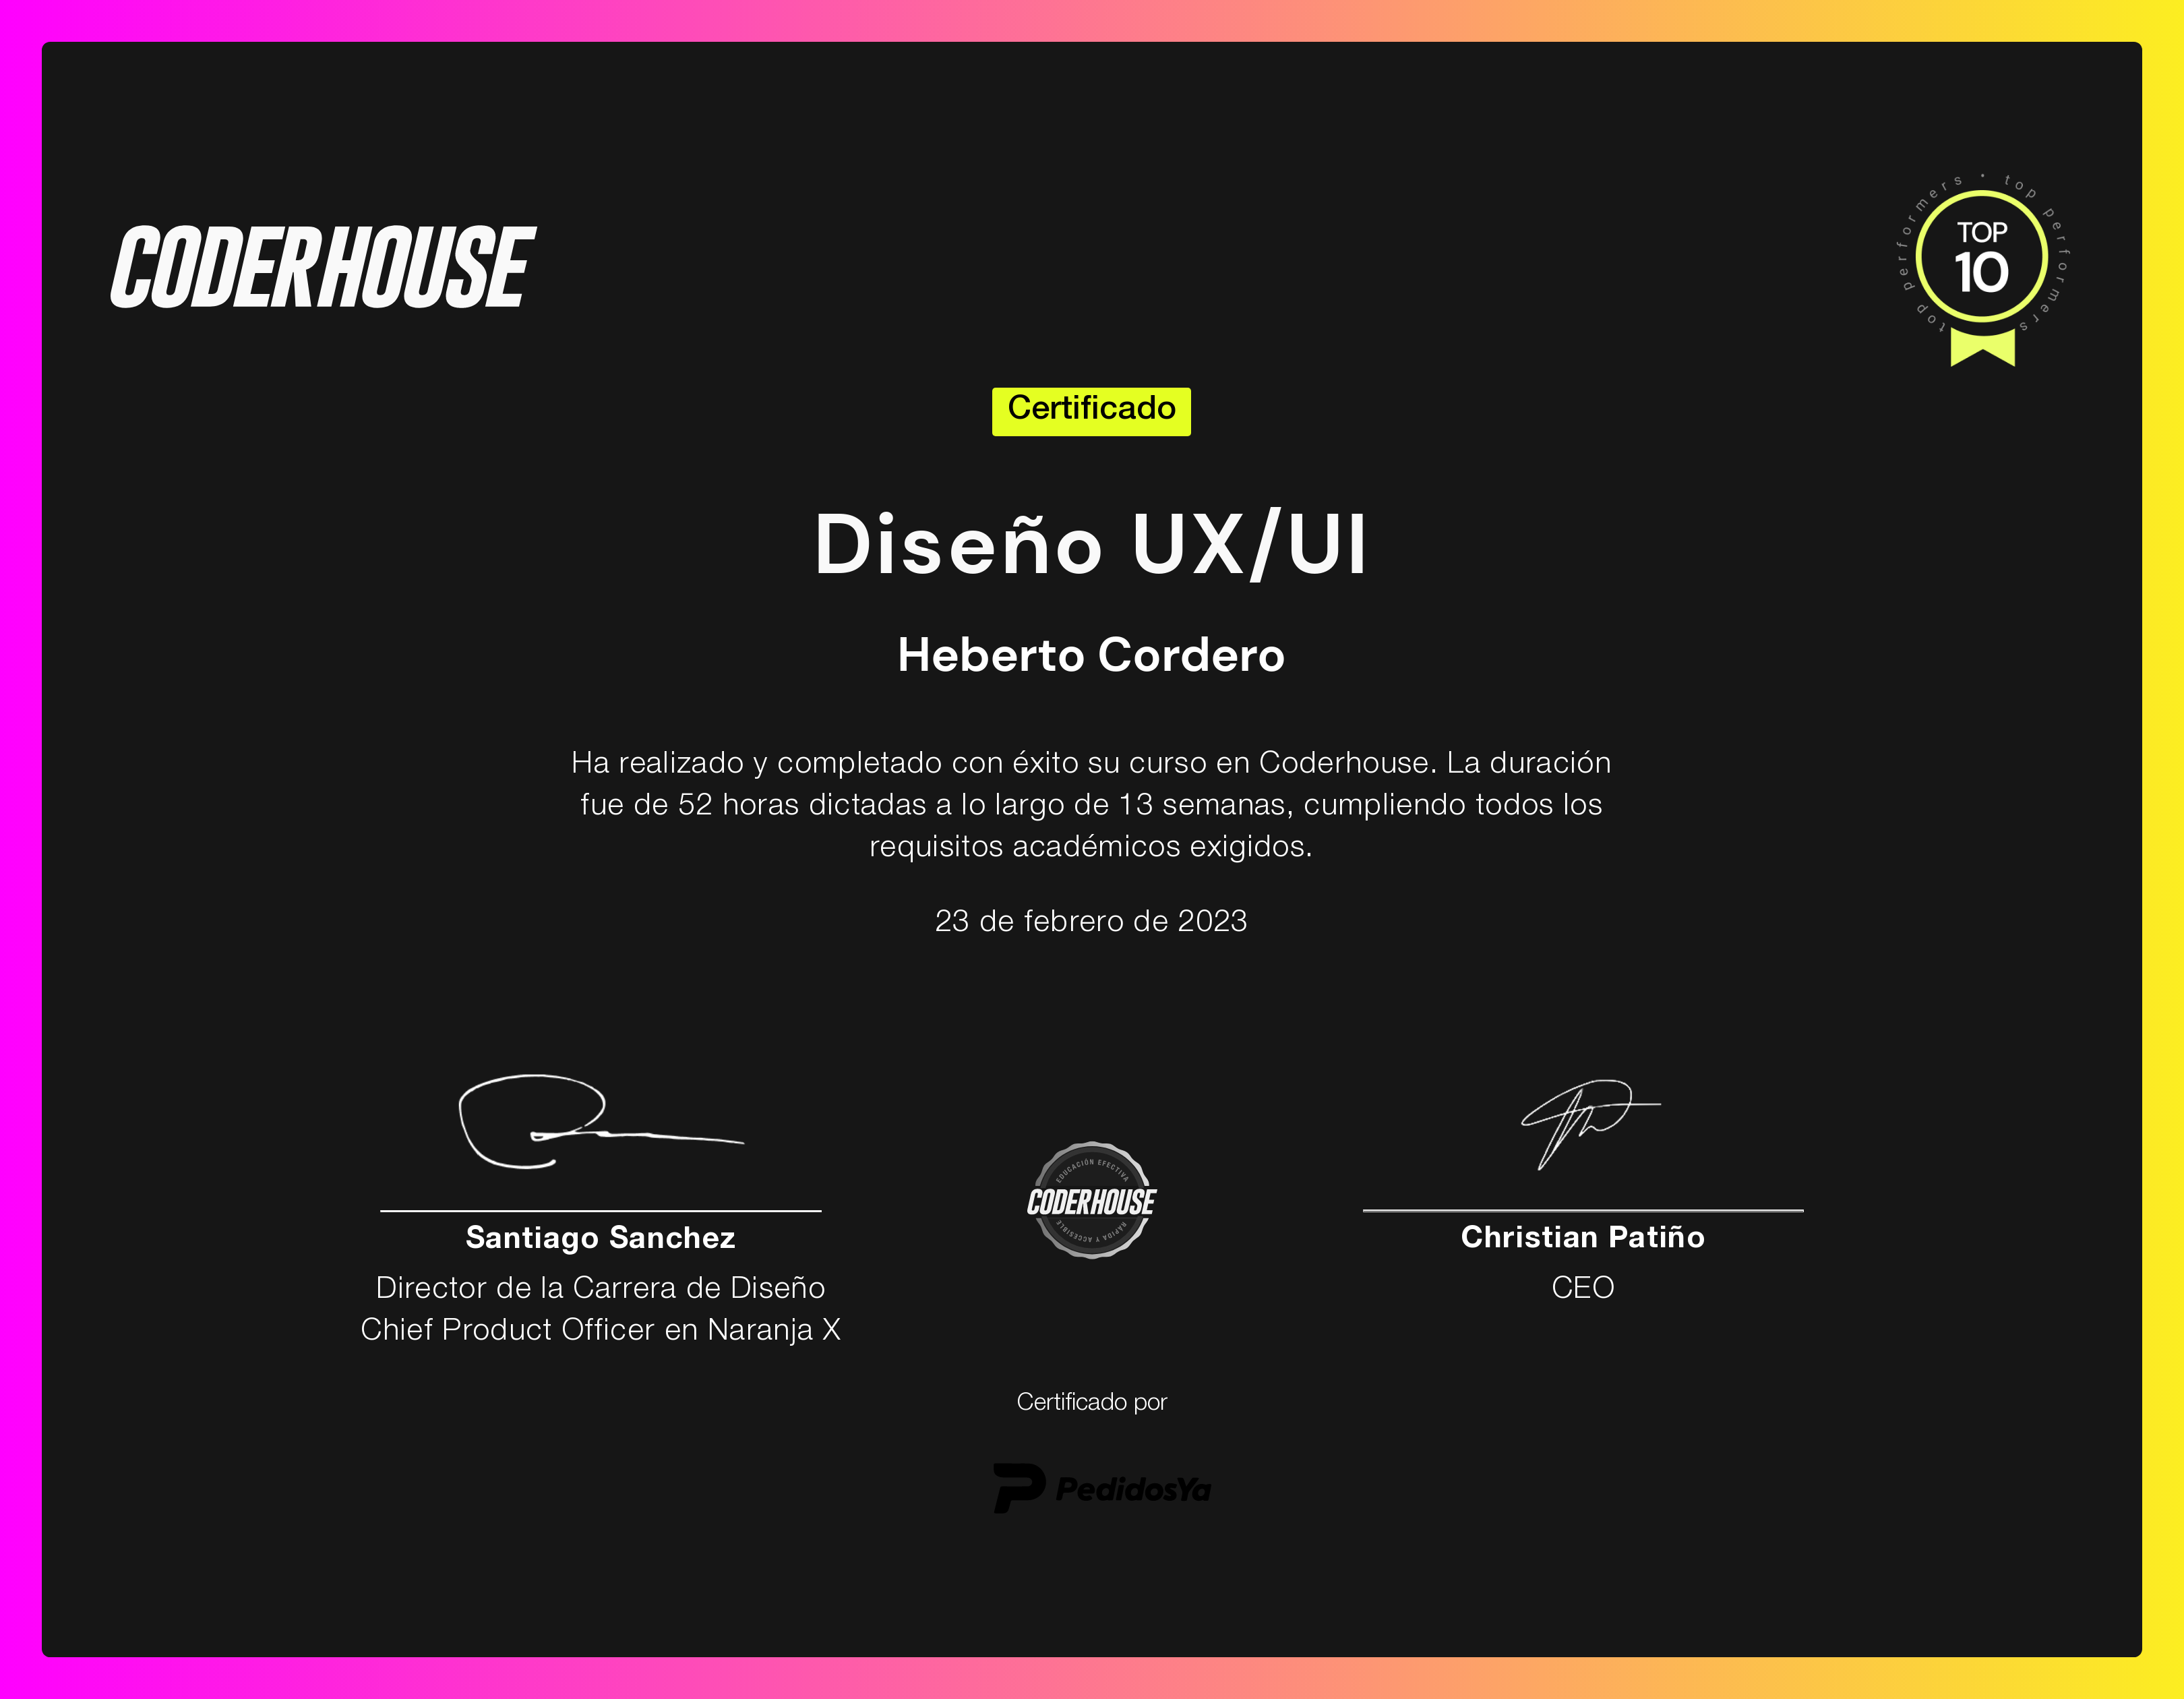 CODERHOUSE
top performers • top performers
TOP
10
Certificado
Diseño UX/UI
Heberto Cordero
Ha realizado y completado con éxito su curso en Coderhouse. La duración
fue de 52 horas dictadas a lo largo de 13 semanas, cumpliendo todos los
requisitos académicos exigidos.
23 de febrero de 2023
EDUCACIÓN EFECTIVA
CODERHOUSE
RÁPIDA Y ACCESIBLE
Santiago Sanchez
Director de la Carrera de Diseño
Chief Product Officer en Naranja X
Christian Patiño
CEO
Certificado por
PedidosYa